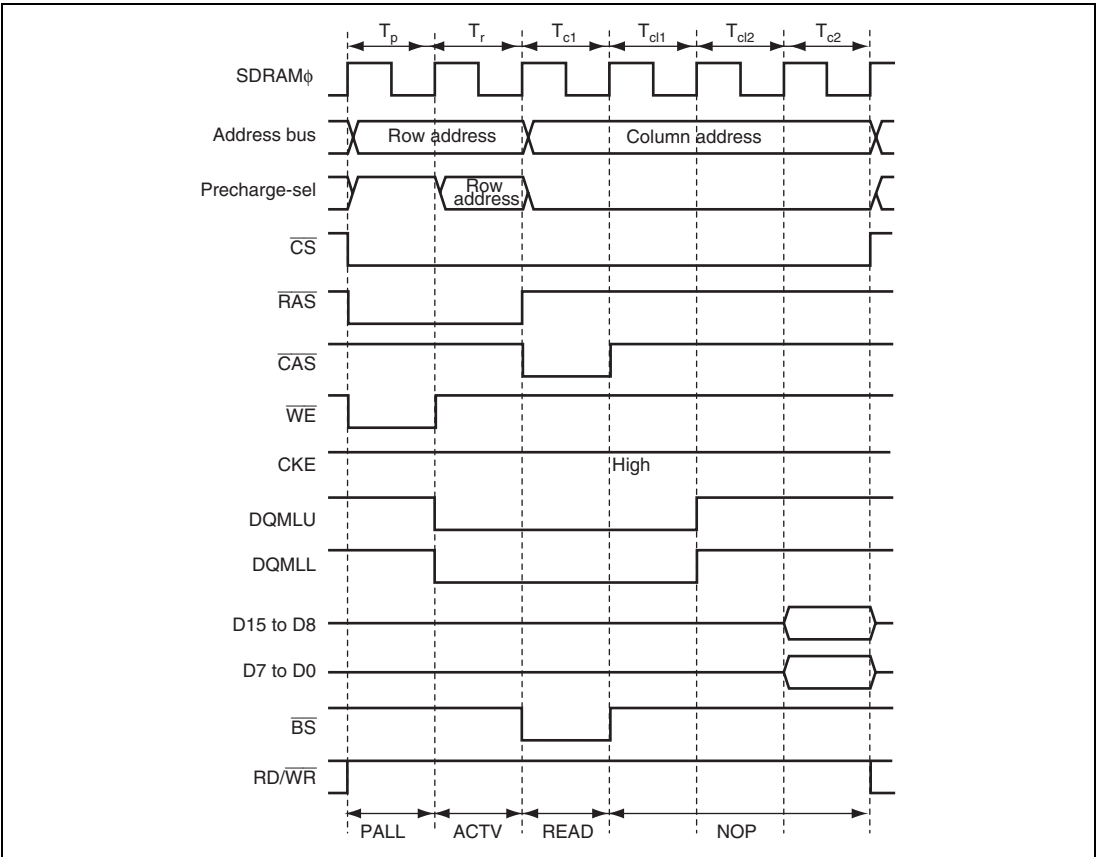 Tp Tr Tc1 Tcl1 Tcl2 Tc2
SDRAMϕ
Address bus Row address Column address
Precharge-sel Row address
CS
RAS
CAS
WE
CKE High
DQMLU
DQMLL
D15 to D8
D7 to D0
BS
RD/WR
PALL ACTV READ NOP